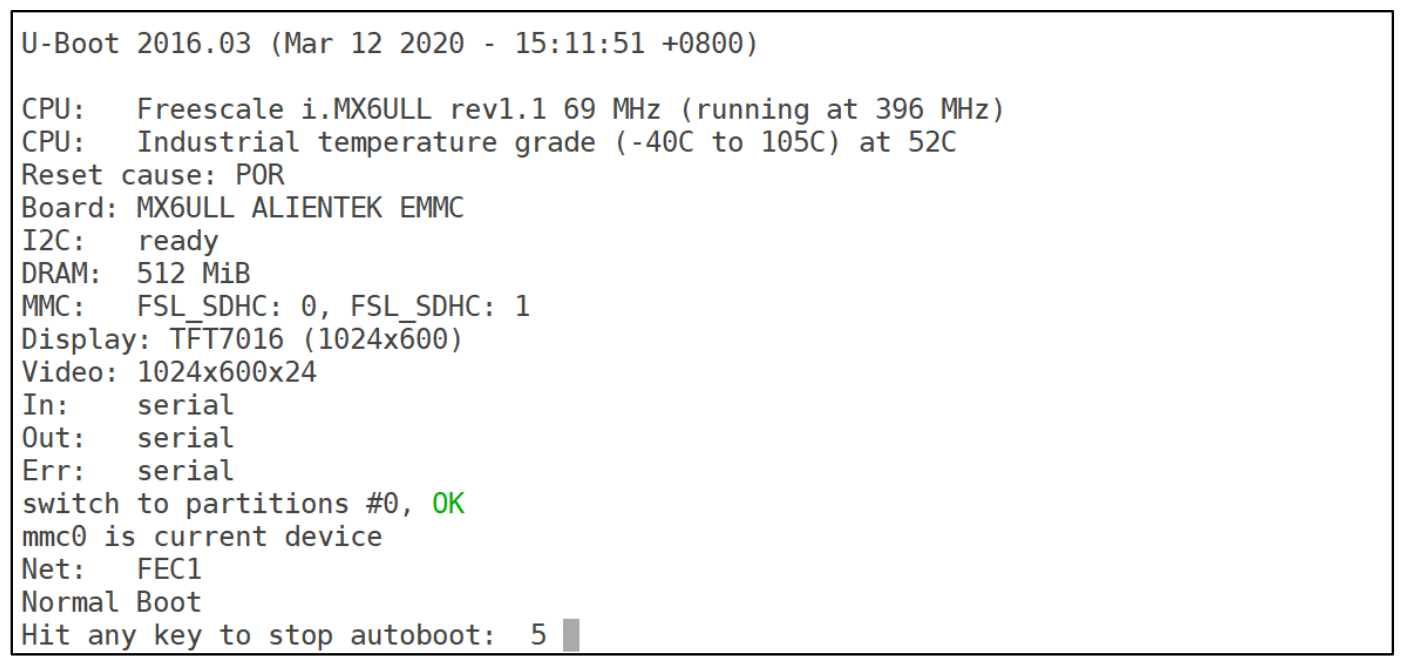 U-Boot 2016.03 (Mar 12 2020 - 15:11:51 +0800)
CPU:   Freescale i.MX6ULL rev1.1 69 MHz (running at 396 MHz)
CPU:   Industrial temperature grade (-40C to 105C) at 52C
Reset cause: POR
Board: MX6ULL ALIENTEK EMMC
I2C:   ready
DRAM:  512 MiB
MMC:   FSL_SDHC: 0, FSL_SDHC: 1
Display: TFT7016 (1024x600)
Video: 1024x600x24
In:    serial
Out:   serial
Err:   serial
switch to partitions #0, OK
mmc0 is current device
Net:   FEC1
Normal Boot
Hit any key to stop autoboot:  5